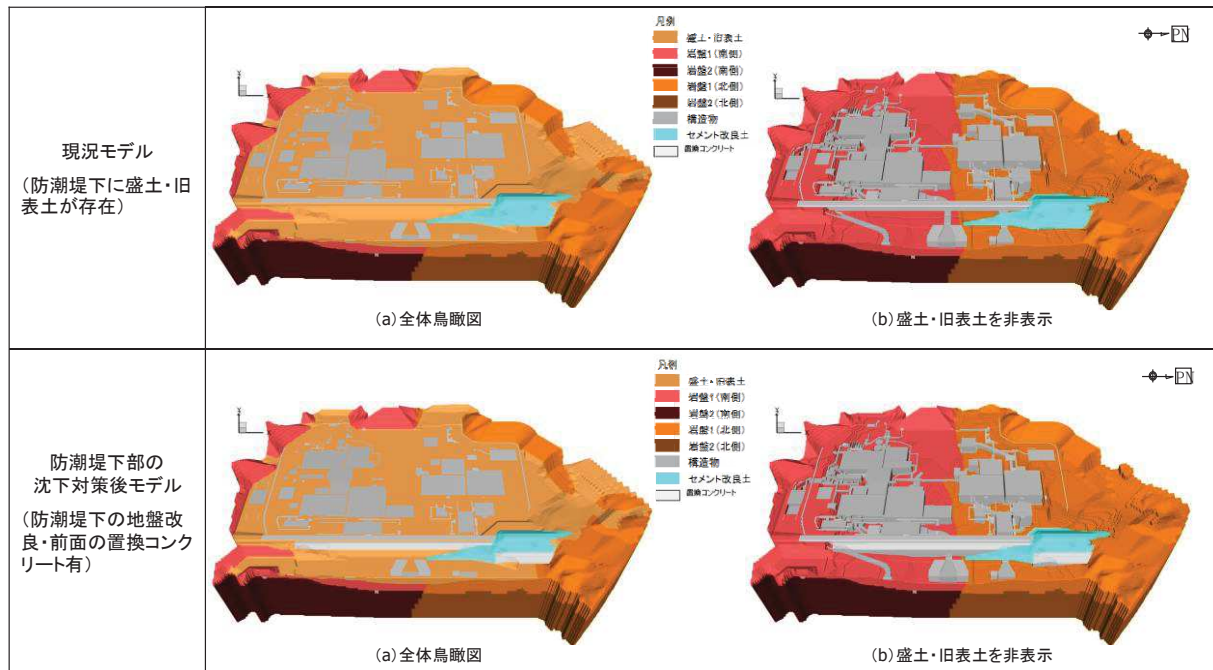 現況モデル
(防潮堤下に盛土・旧
表土が存在)
凡例
盛土・旧表土
岩盤1(南側)
岩盤2(南側)
岩盤1(北側)
岩盤2(北側)
構造物
セメント改良土
置換コンクリート
PN
(a)全体鳥瞰図
(b)盛土・旧表土を非表示
防潮堤下部の
沈下対策後モデル
(防潮堤下の地盤改
良・前面の置換コンク
リート有)
凡例
盛土・旧表土
岩盤1(南側)
岩盤2(南側)
岩盤1(北側)
岩盤2(北側)
構造物
セメント改良土
置換コンクリート
PN
(a)全体鳥瞰図
(b)盛土・旧表土を非表示